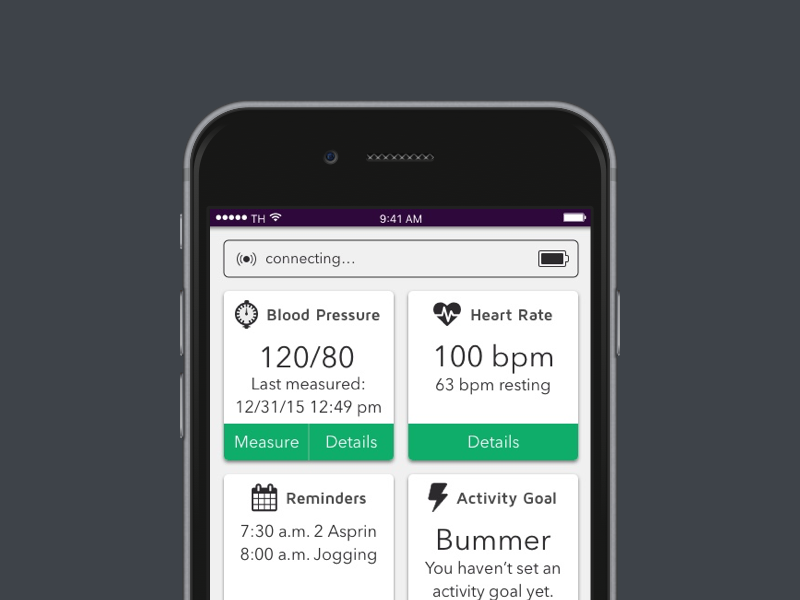 TH 9:41 AM
connecting...
Blood Pressure
120/80
Last measured:
12/31/15 12:49 pm
Measure Details
Heart Rate
100 bpm
63 bpm resting
Details
Reminders
7:30 a.m. 2 Asprin
8:00 a.m. Jogging
Activity Goal
Bummer
You haven't set an
activity goal yet.